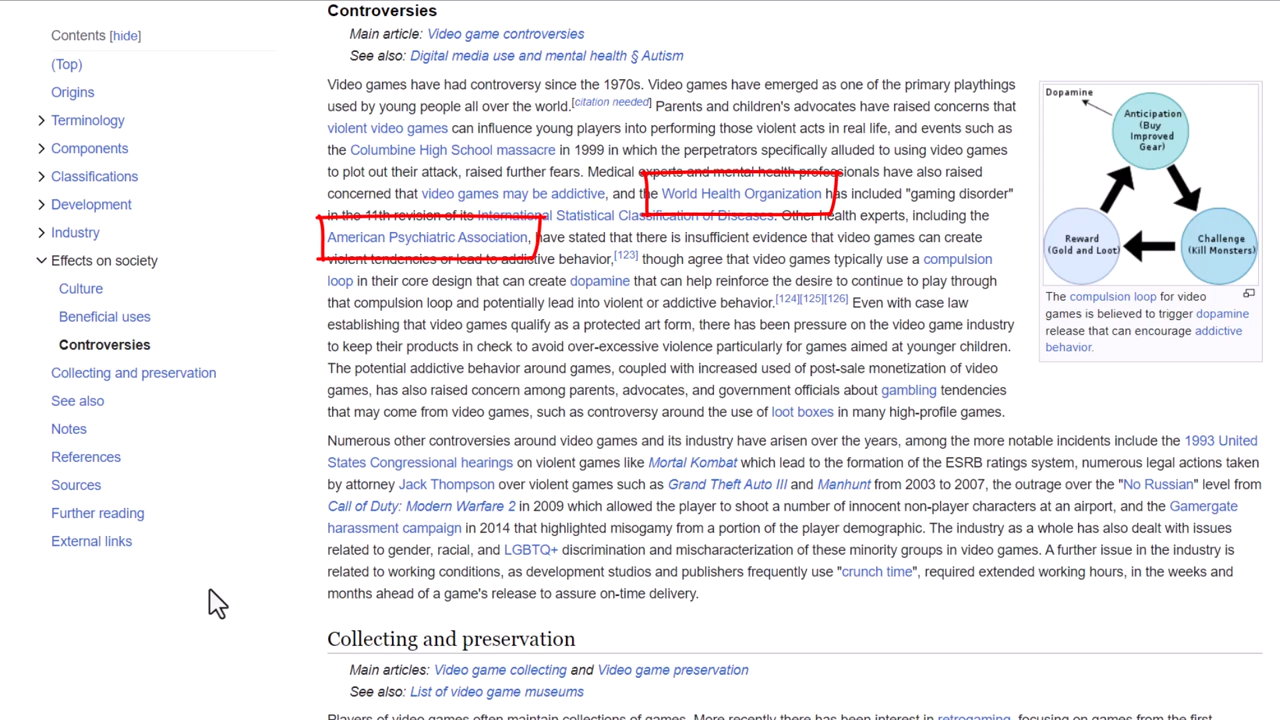 Contents [hide]
(Top)
Origins
Terminology
Components
Classifications
Development
Industry
Effects on society
Culture
Beneficial uses
Controversies
Collecting and preservation
See also
Notes
References
Sources
Further reading
External links
Controversies
Main article: Video game controversies
See also: Digital media use and mental health § Autism
Video games have had controversy since the 1970s. Video games have emerged as one of the primary playthings
used by young people all over the world.[citation needed] Parents and children's advocates have raised concerns that
violent video games can influence young players into performing those violent acts in real life, and events such as
the Columbine High School massacre in 1999 in which the perpetrators specifically alluded to using video games
to plot out their attack, raised further fears. Medical experts and mental health professionals have also raised
concerned that video games may be addictive, and the World Health Organization has included "gaming disorder"
in the 11th revision of its International Statistical Classification of Diseases. Other health experts, including the
American Psychiatric Association, have stated that there is insufficient evidence that video games can create
violent tendencies or lead to addictive behavior,[123] though agree that video games typically use a compulsion
loop in their core design that can create dopamine that can help reinforce the desire to continue to play through
that compulsion loop and potentially lead into violent or addictive behavior.[124][125][126] Even with case law
establishing that video games qualify as a protected art form, there has been pressure on the video game industry
to keep their products in check to avoid over-excessive violence particularly for games aimed at younger children.
The potential addictive behavior around games, coupled with increased used of post-sale monetization of video
games, has also raised concern among parents, advocates, and government officials about gambling tendencies
that may come from video games, such as controversy around the use of loot boxes in many high-profile games.
Dopamine
Anticipation
(Buy
Improved
Gear)
Reward
(Gold and Loot)
Challenge
(Kill Monsters)
The compulsion loop for video
games is believed to trigger dopamine
release that can encourage addictive
behavior.
Numerous other controversies around video games and its industry have arisen over the years, among the more notable incidents include the 1993 United
States Congressional hearings on violent games like Mortal Kombat which lead to the formation of the ESRB ratings system, numerous legal actions taken
by attorney Jack Thompson over violent games such as Grand Theft Auto III and Manhunt from 2003 to 2007, the outrage over the "No Russian" level from
Call of Duty: Modern Warfare 2 in 2009 which allowed the player to shoot a number of innocent non-player characters at an airport, and the Gamergate
harassment campaign in 2014 that highlighted misogamy from a portion of the player demographic. The industry as a whole has also dealt with issues
related to gender, racial, and LGBTQ+ discrimination and mischaracterization of these minority groups in video games. A further issue in the industry is
related to working conditions, as development studios and publishers frequently use "crunch time", required extended working hours, in the weeks and
months ahead of a game's release to assure on-time delivery.
Collecting and preservation
Main articles: Video game collecting and Video game preservation
See also: List of video game museums
Players of video games often maintain collections of games. More recently there has been interest in retrogaming, focusing on games from the first